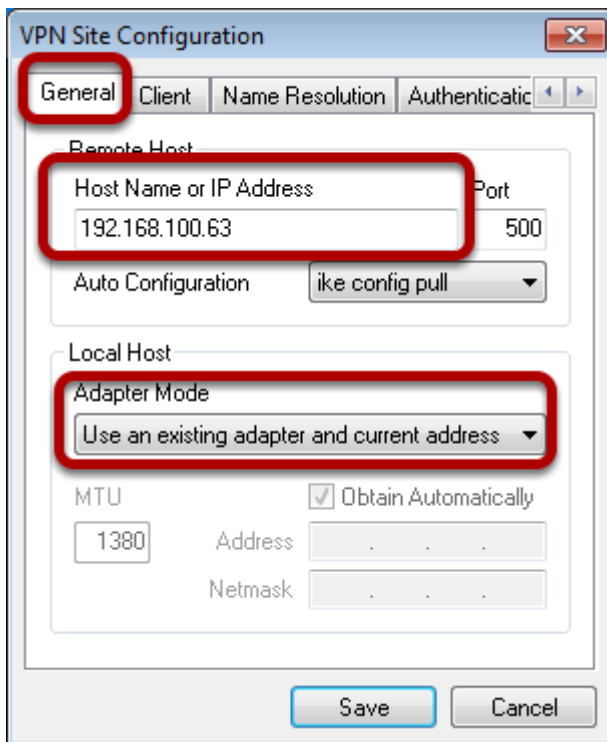 VPN Site Configuration
General Client Name Resolution Authenticatic
Remote Host
Host Name or IP Address Port
192.168.100.63 500
Auto Configuration ike config pull
Local Host
Adapter Mode
Use an existing adapter and current address
MTU Obtain Automatically
1380 Address . . .
Netmask . . .
Save Cancel